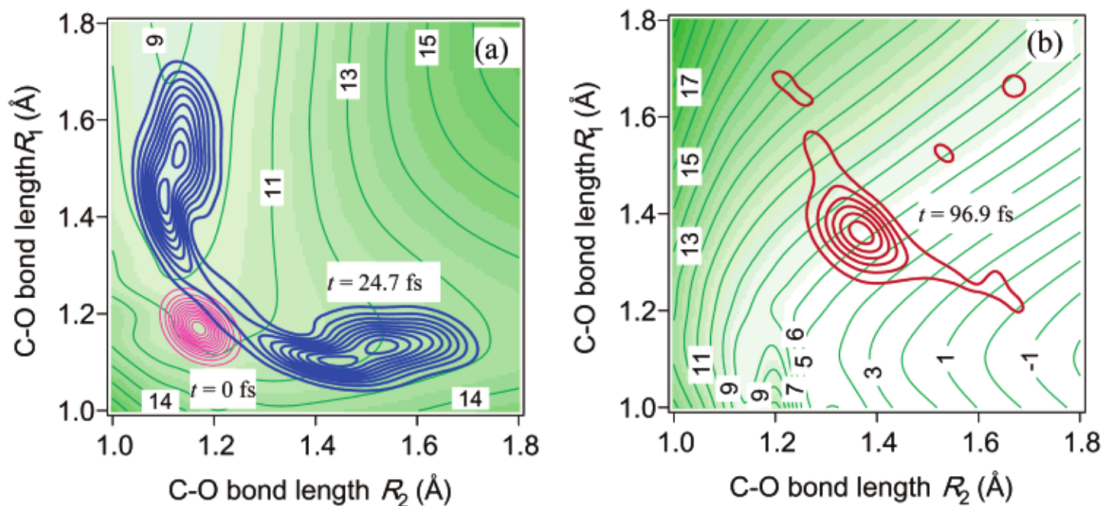 1.8
1.6
1.4
1.2
1.0
C-O bond length R1 (Å)
9
11
13
15
(a)
t = 24.7 fs
t = 0 fs
14
14
1.0 1.2 1.4 1.6 1.8
C-O bond length R2 (Å)
1.8
1.6
1.4
1.2
1.0
C-O bond length R1 (Å)
17
15
13
11
9
9
7
5
6
3
1
-1
(b)
t = 96.9 fs
1.0 1.2 1.4 1.6 1.8
C-O bond length R2 (Å)